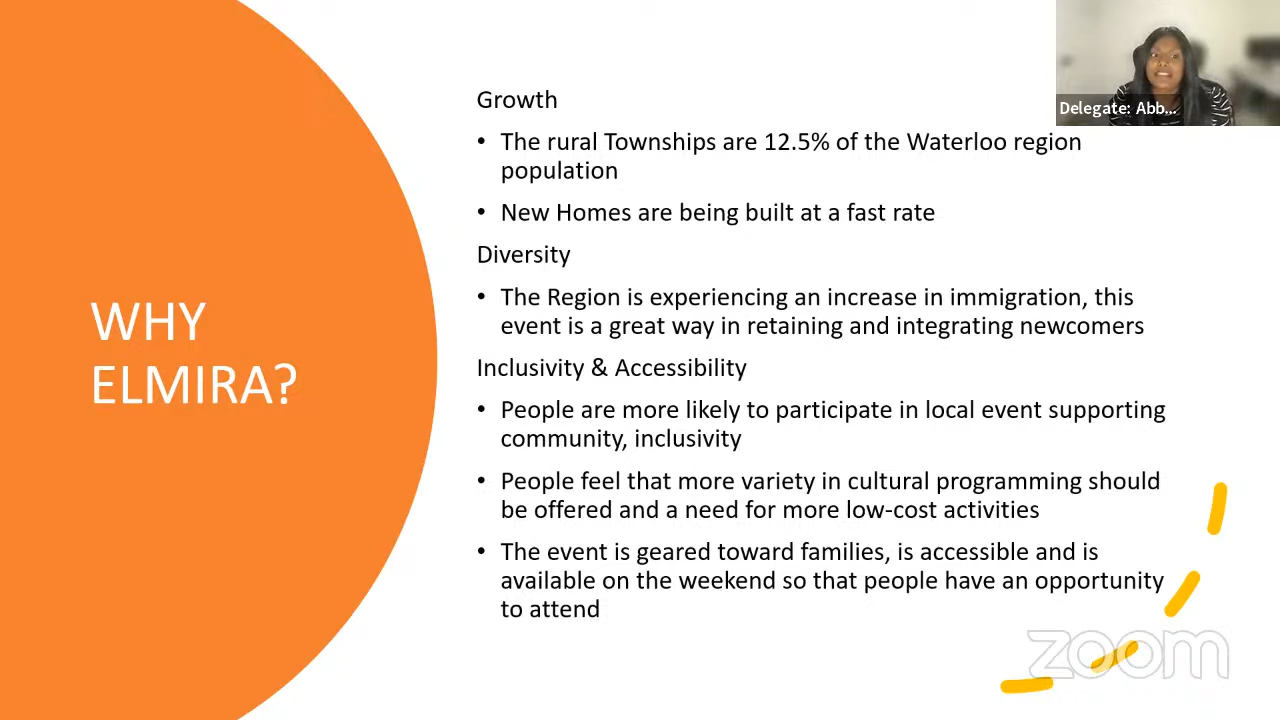 Delegate: Abb...
WHY
ELMIRA?
Growth
• The rural Townships are 12.5% of the Waterloo region
population
• New Homes are being built at a fast rate
Diversity
• The Region is experiencing an increase in immigration, this
event is a great way in retaining and integrating newcomers
Inclusivity & Accessibility
• People are more likely to participate in local event supporting
community, inclusivity
• People feel that more variety in cultural programming should
be offered and a need for more low-cost activities
• The event is geared toward families, is accessible and is
available on the weekend so that people have an opportunity
to attend
zoom